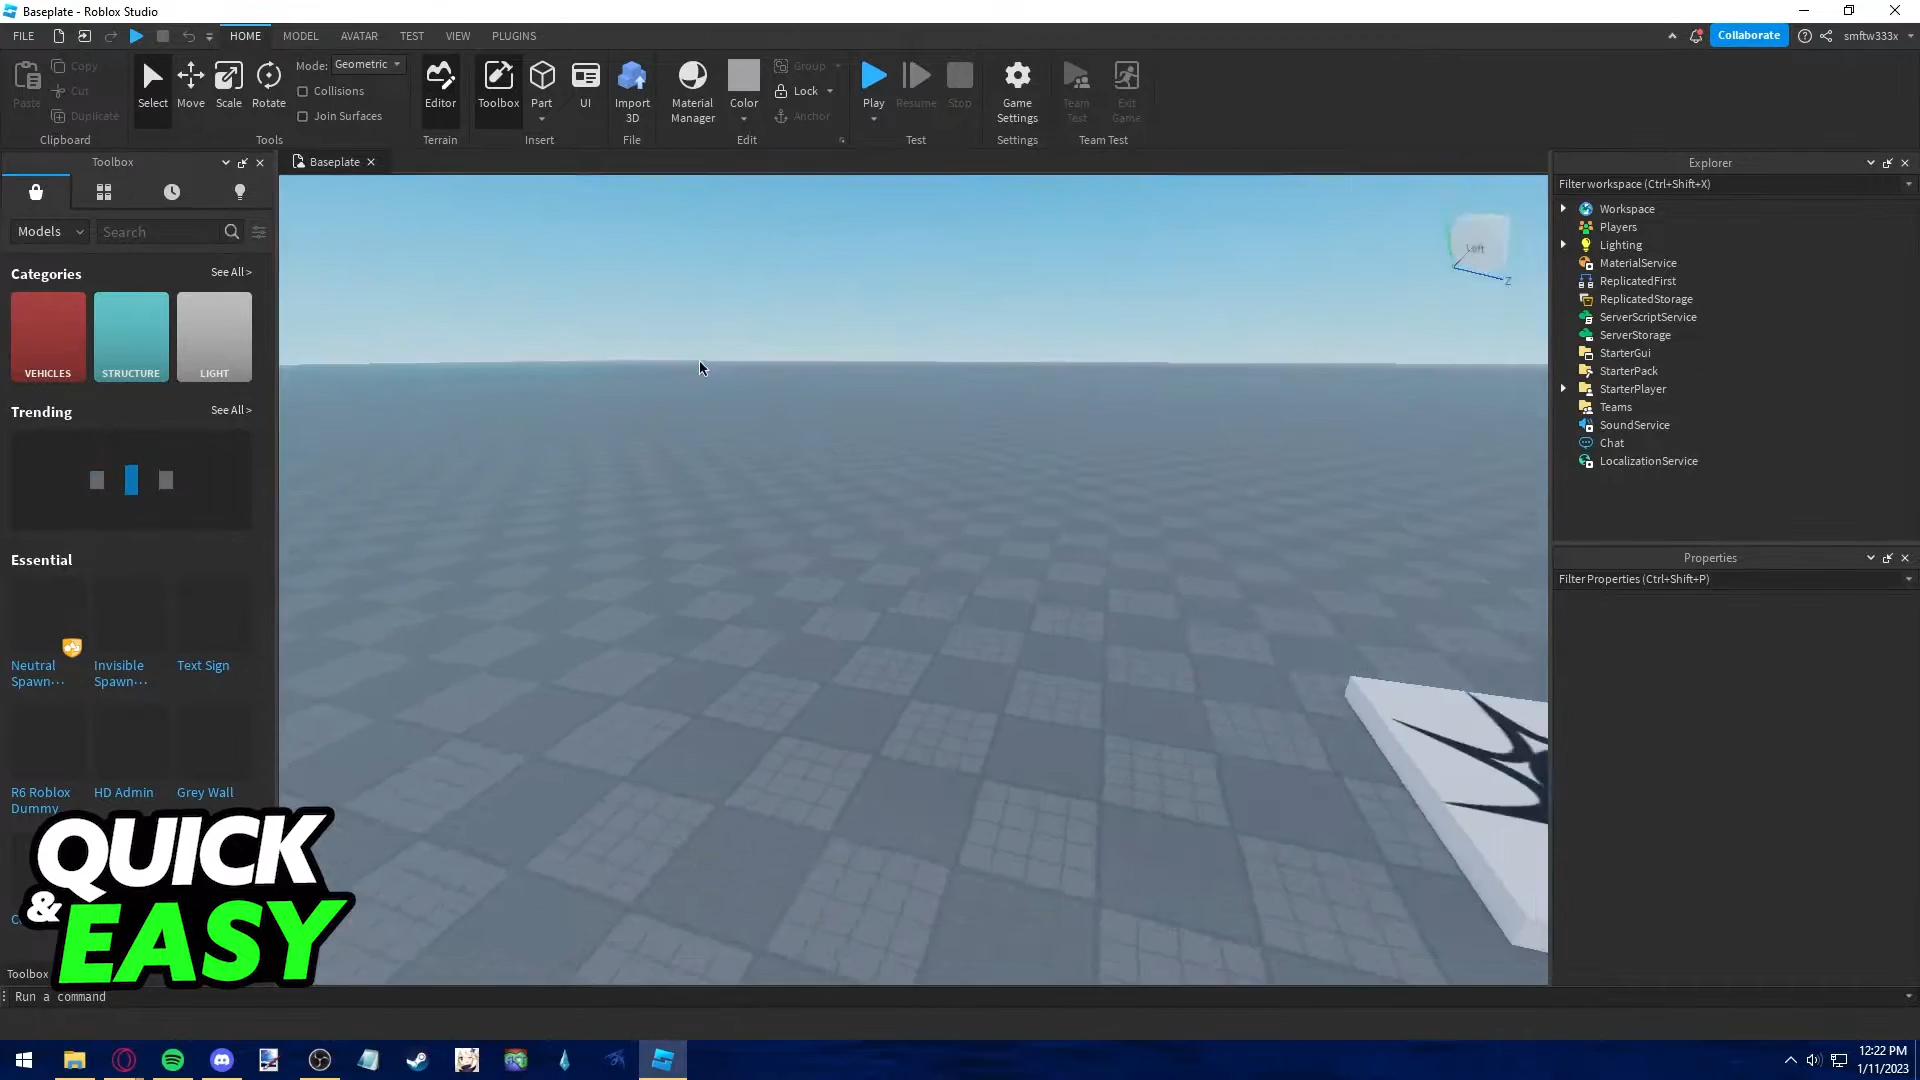 Baseplate - Roblox Studio
FILE HOME MODEL AVATAR TEST VIEW PLUGINS
Collaborate smftw333x
Paste Copy Cut Duplicate
Clipboard
Select Move Scale Rotate
Mode: Geometric
Collisions
Join Surfaces
Tools
Editor
Terrain
Toolbox Part UI
Insert
Import 3D
File
Material Manager Color
Group
Lock
Anchor
Edit
Play Resume Stop
Test
Game Settings
Settings
Team Test Exit Game
Team Test
Toolbox
Models Search
Categories See All >
VEHICLES STRUCTURE LIGHT
Trending See All >
Essential
Neutral Spawn...
Invisible Spawn...
Text Sign
R6 Roblox Dummy
HD Admin
Grey Wall
QUICK
& EASY
Toolbox
Run a command
Baseplate
Left
Z
Explorer
Filter workspace (Ctrl+Shift+X)
Workspace
Players
Lighting
MaterialService
ReplicatedFirst
ReplicatedStorage
ServerScriptService
ServerStorage
StarterGui
StarterPack
StarterPlayer
Teams
SoundService
Chat
LocalizationService
Properties
Filter Properties (Ctrl+Shift+P)
12:22 PM
1/11/2023